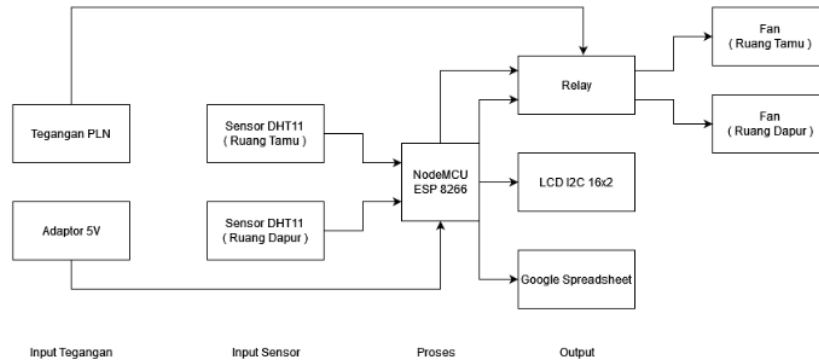 Fan
( Ruang Tamu )
Tegangan PLN
Sensor DHT11
( Ruang Tamu )
Relay
Fan
( Ruang Dapur )
NodeMCU
ESP 8266
LCD I2C 16x2
Adaptor 5V
Sensor DHT11
( Ruang Dapur )
Google Spreadsheet
Input Tegangan
Input Sensor
Proses
Output